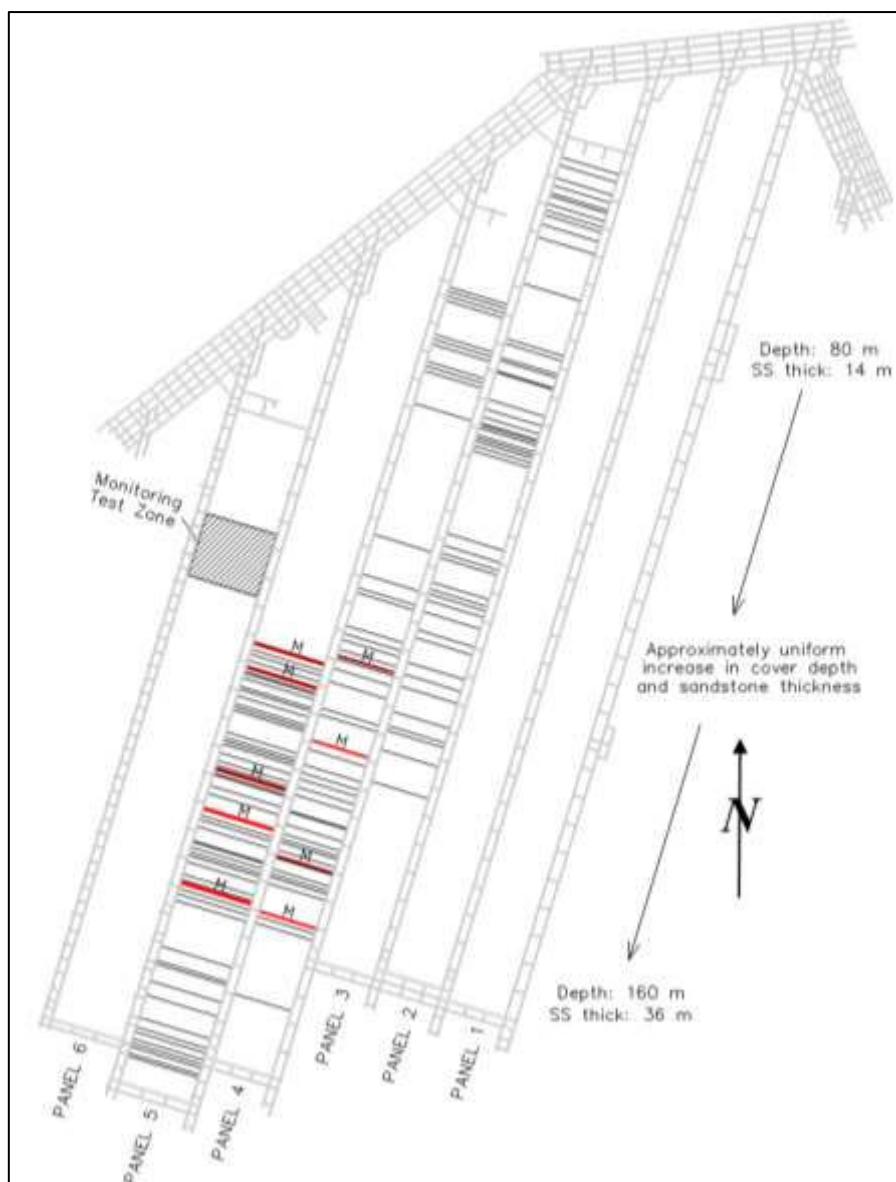 Depth: 80 m
SS thick: 14 m
Monitoring
Test Zone
Approximately uniform
increase in cover depth
and sandstone thickness
M
M
M
M
M
M
M
M
M
N
Depth: 160 m
SS thick: 36 m
PANEL 6
PANEL 5
PANEL 4
PANEL 3
PANEL 2
PANEL 1